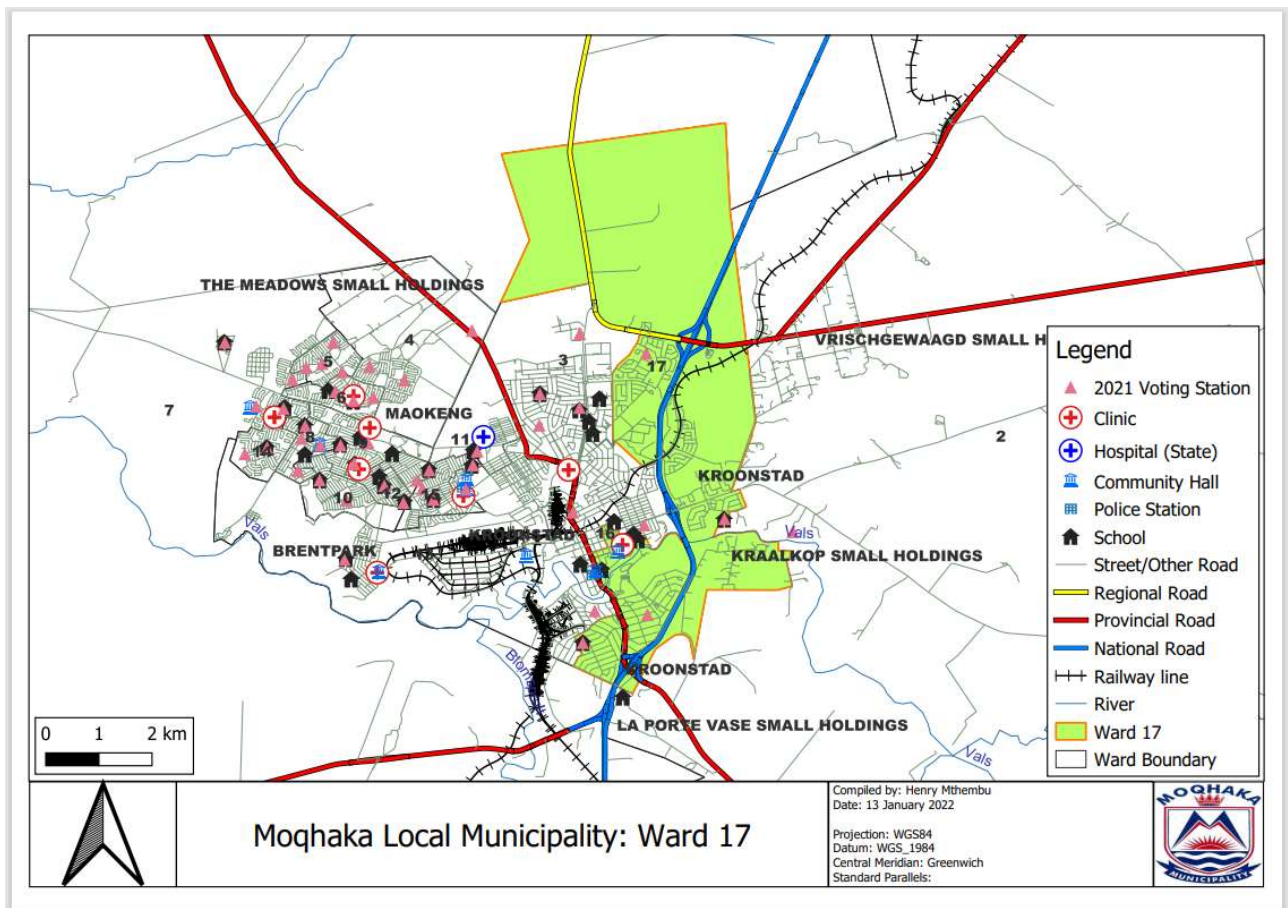 THE MEADOWS SMALL HOLDINGS
4
5
3
17
VRISCHGEWAAGD SMALL H
6
7
MAOKENG
8
11
2
14
KROONSTAD
10
12
15
16
Vals
Vals
BRENTPARK
KRAALKOP SMALL HOLDINGS
KROONSTAD
LA PORTE VASE SMALL HOLDINGS
Vals
Legend
2021 Voting Station
Clinic
Hospital (State)
Community Hall
Police Station
School
Street/Other Road
Regional Road
Provincial Road
National Road
Railway line
River
Ward 17
Ward Boundary
0 1 2 km
Moqhaka Local Municipality: Ward 17
Compiled by: Henry Mthembu
Date: 13 January 2022
Projection: WGS84
Datum: WGS_1984
Central Meridian: Greenwich
Standard Parallels:
MOQHAKA
MUNICIPALITY